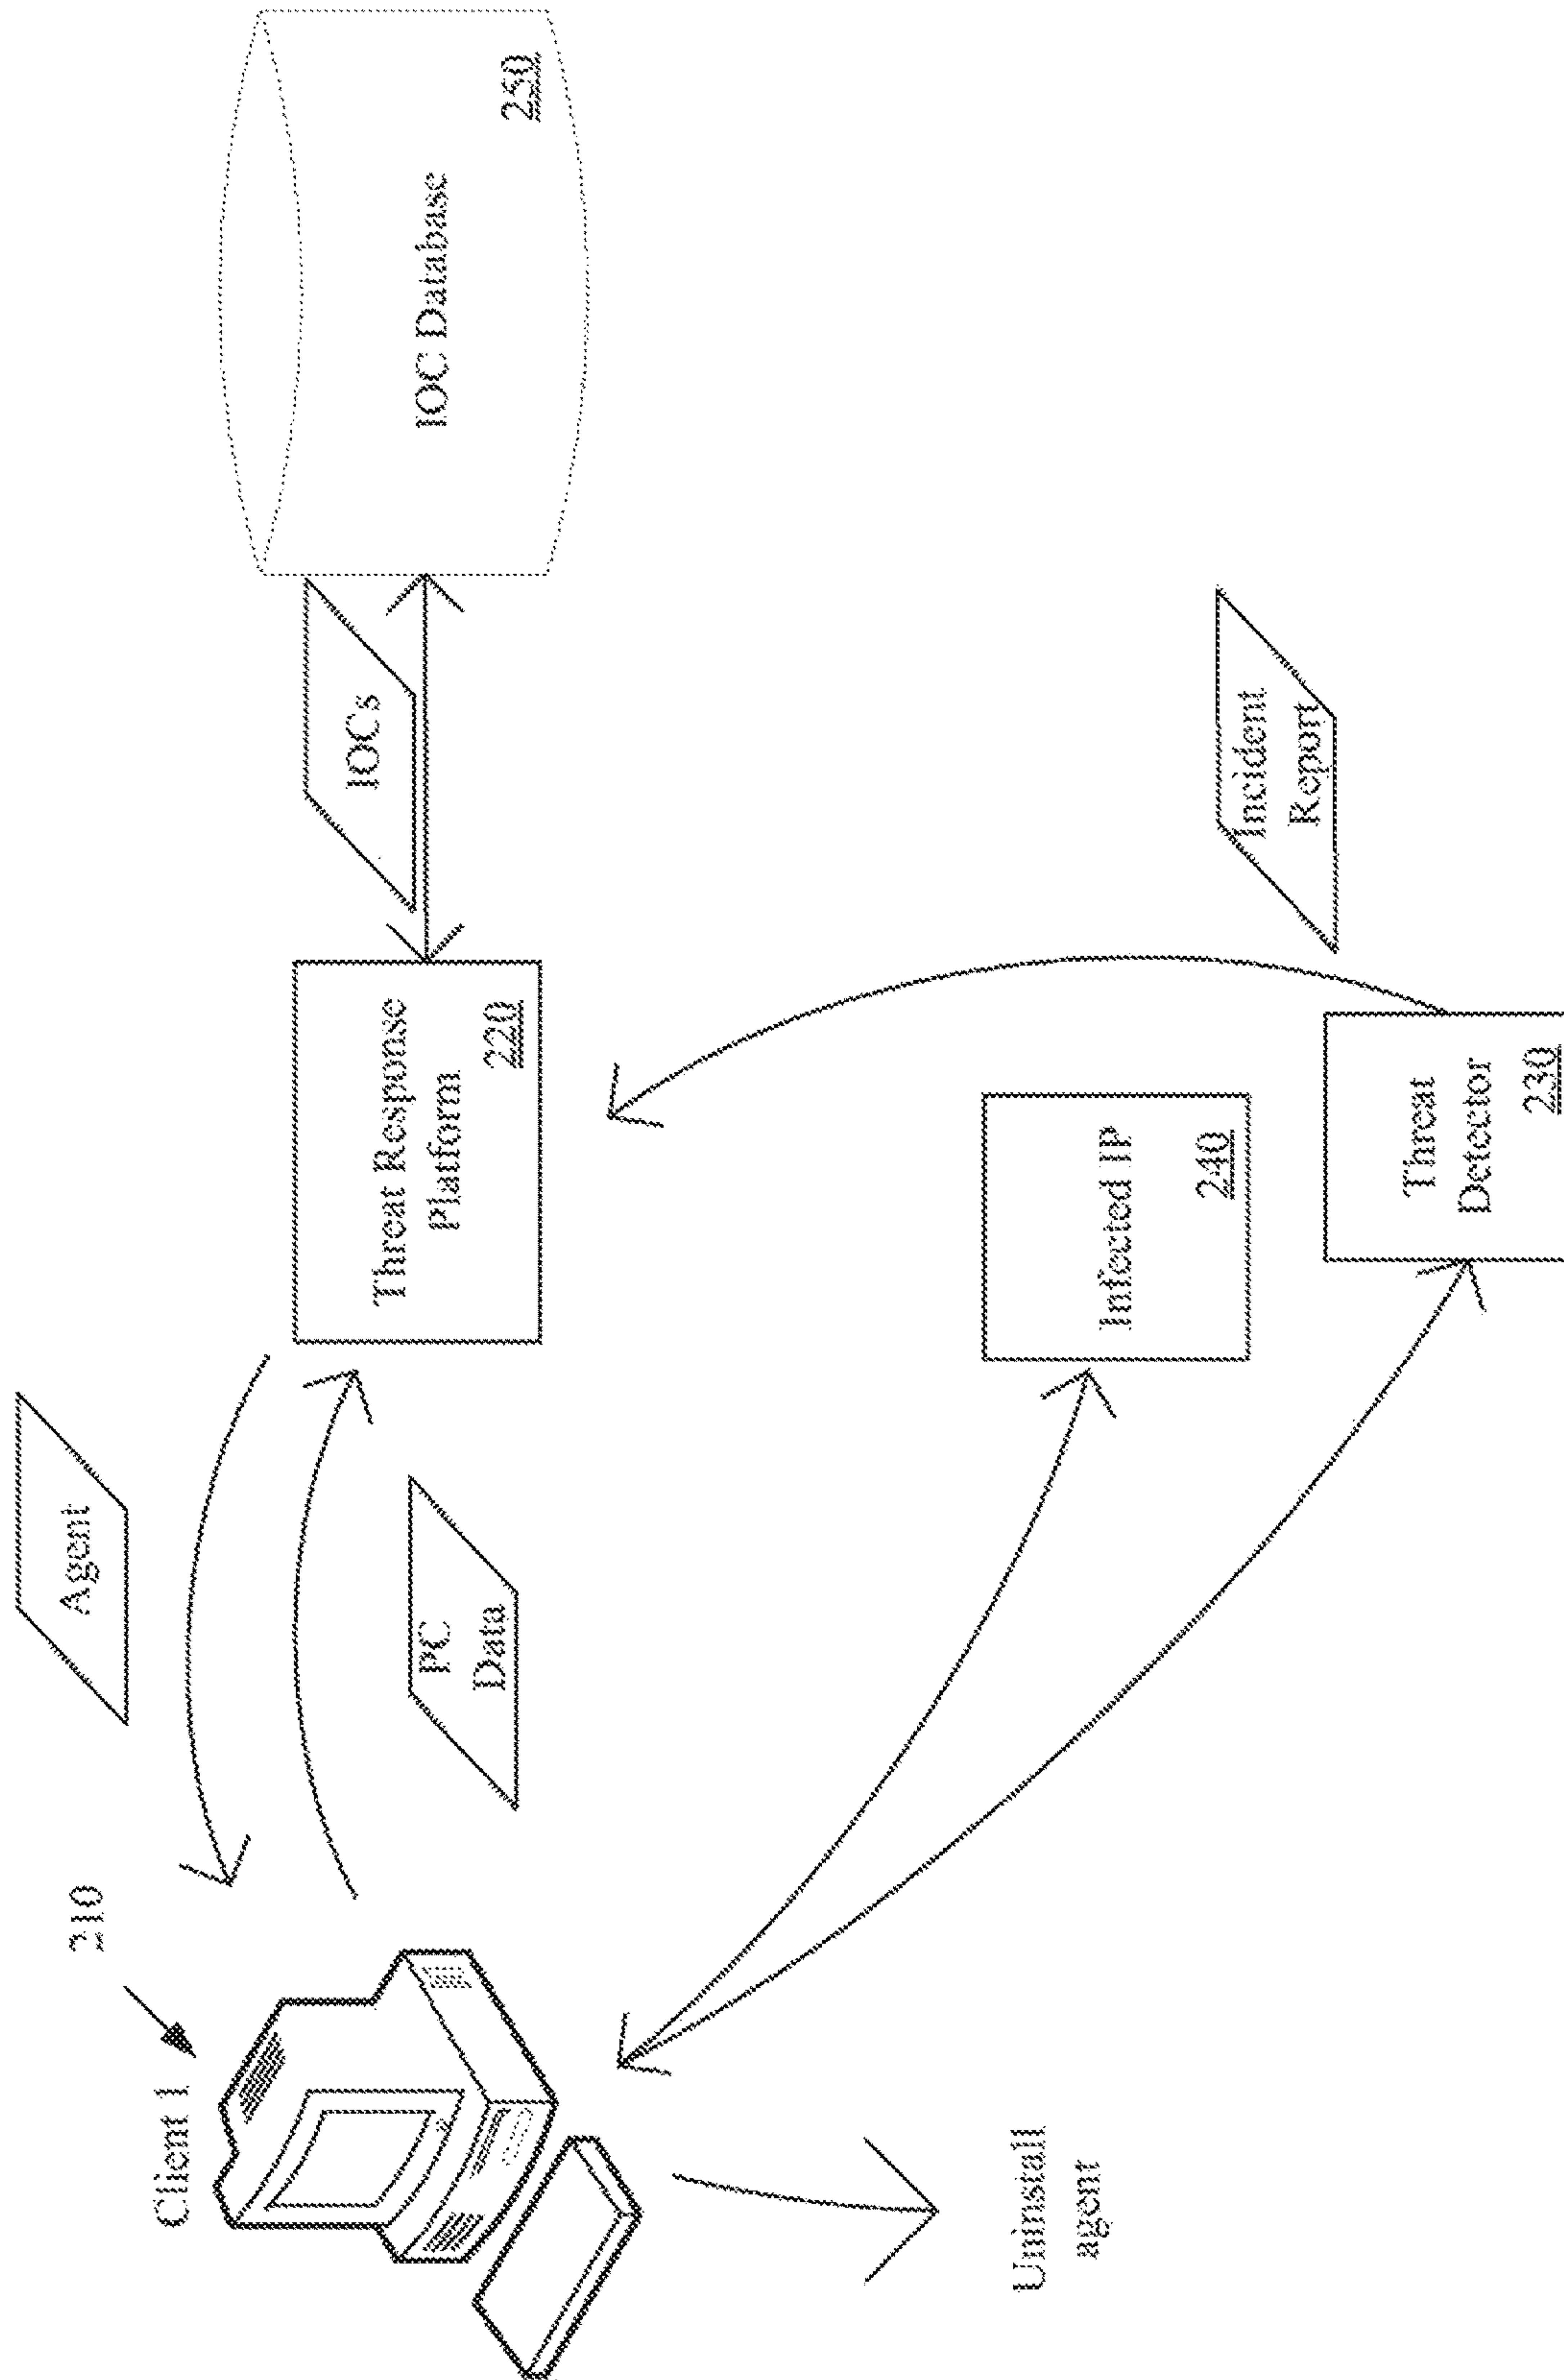 210
Client 1
Agent
PC
Data
Uninstall
agent
Threat Response
Platform
220
IOCs
IOC Database
250
Infected IP
240
Threat
Detector
230
Incident
Report